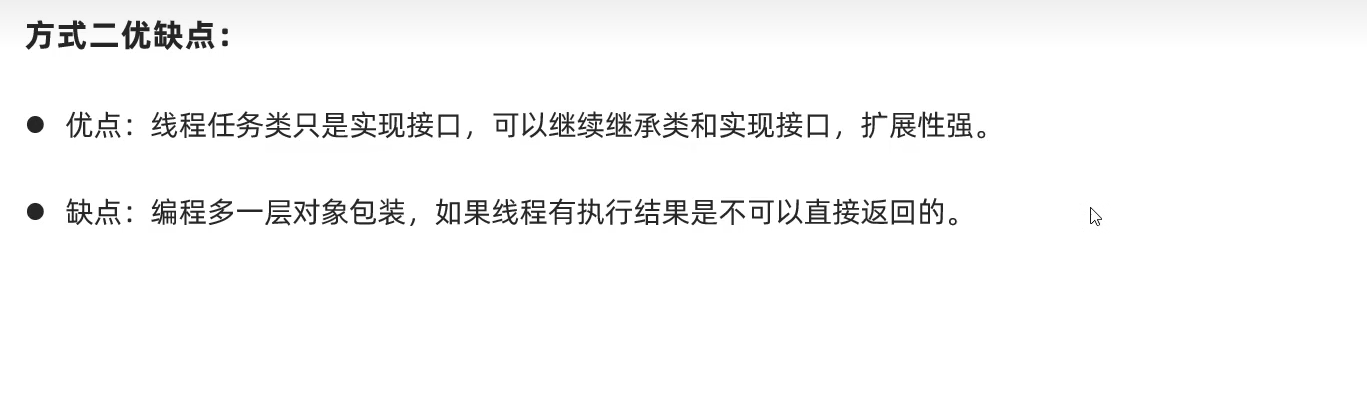 方式二优缺点：
● 优点：线程任务类只是实现接口，可以继续继承类和实现接口，扩展性强。
● 缺点：编程多一层对象包装，如果线程有执行结果是不可以直接返回的。